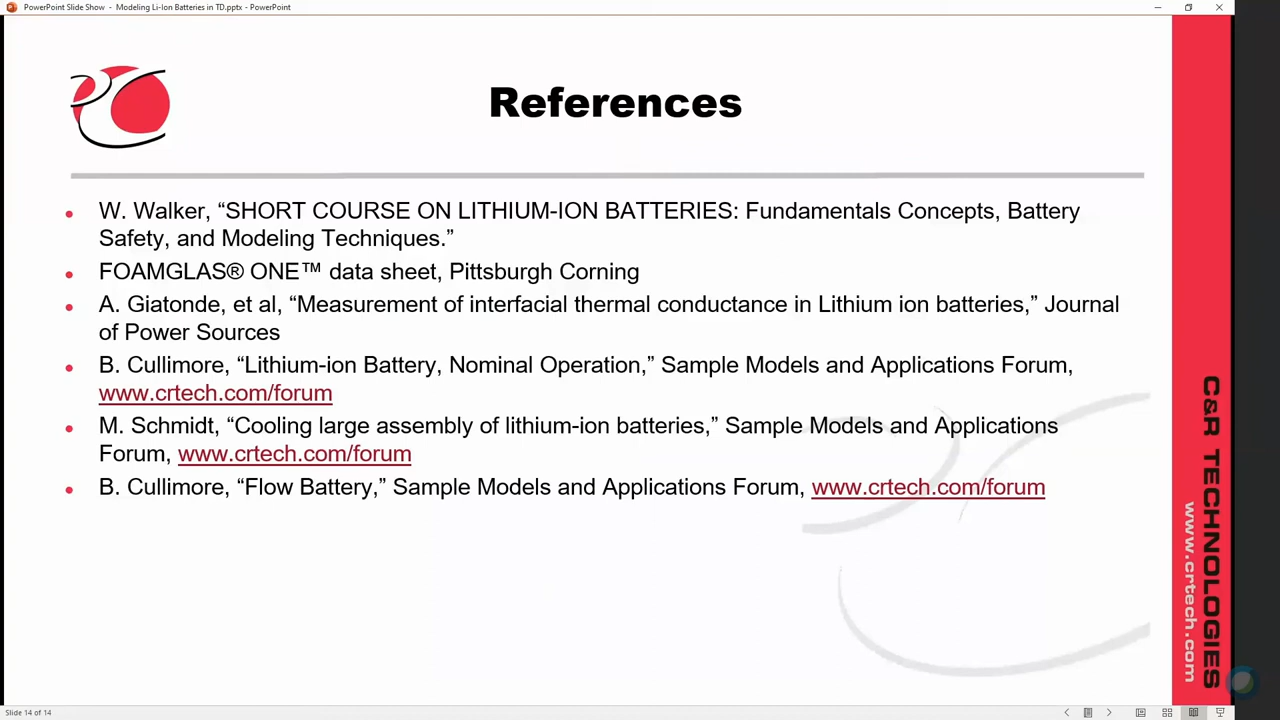 PowerPoint Slide Show - Modeling Li-Ion Batteries in TD.pptx - PowerPoint
References
• W. Walker, “SHORT COURSE ON LITHIUM-ION BATTERIES: Fundamentals Concepts, Battery
Safety, and Modeling Techniques.”
• FOAMGLAS® ONE™ data sheet, Pittsburgh Corning
• A. Giatonde, et al, “Measurement of interfacial thermal conductance in Lithium ion batteries,” Journal
of Power Sources
• B. Cullimore, “Lithium-ion Battery, Nominal Operation,” Sample Models and Applications Forum,
www.crtech.com/forum
• M. Schmidt, “Cooling large assembly of lithium-ion batteries,” Sample Models and Applications
Forum, www.crtech.com/forum
• B. Cullimore, “Flow Battery,” Sample Models and Applications Forum, www.crtech.com/forum
C&R TECHNOLOGIES
www.crtech.com
Slide 14 of 14